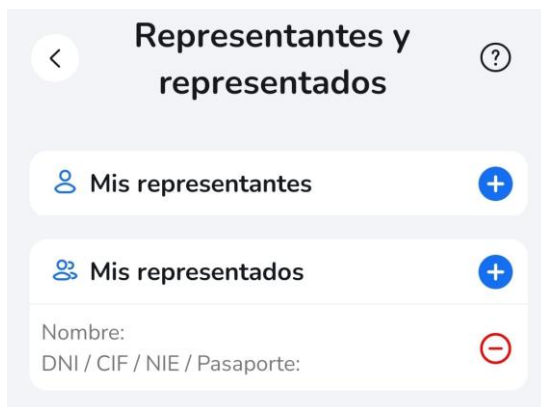 Representantes y
representados
Mis representantes
Mis representados
Nombre:
DNI / CIF / NIE / Pasaporte: